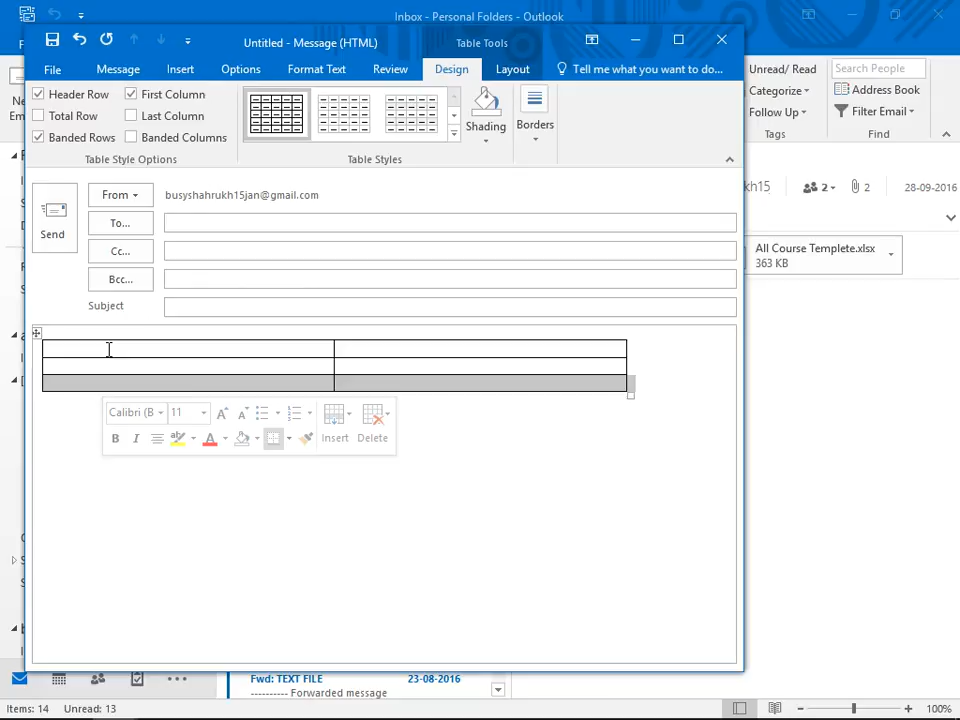 Inbox - Personal Folders - Outlook
Untitled - Message (HTML)
Table Tools
File
Message
Insert
Options
Format Text
Review
Design
Layout
Tell me what you want to do...
Header Row
First Column
Total Row
Last Column
Banded Rows
Banded Columns
Table Style Options
Shading
Borders
Table Styles
Unread/ Read
Categorize
Follow Up
Tags
Search People
Address Book
Filter Email
Find
Send
From
busyshahrukh15jan@gmail.com
To...
Cc...
Bcc...
Subject
kh15
2
2
28-09-2016
All Course Templete.xlsx
363 KB
Calibri (B
11
A
A
B
I
ab
A
Insert
Delete
Fwd: TEXT FILE
23-08-2016
---------- Forwarded message
Items: 14
Unread: 13
100%